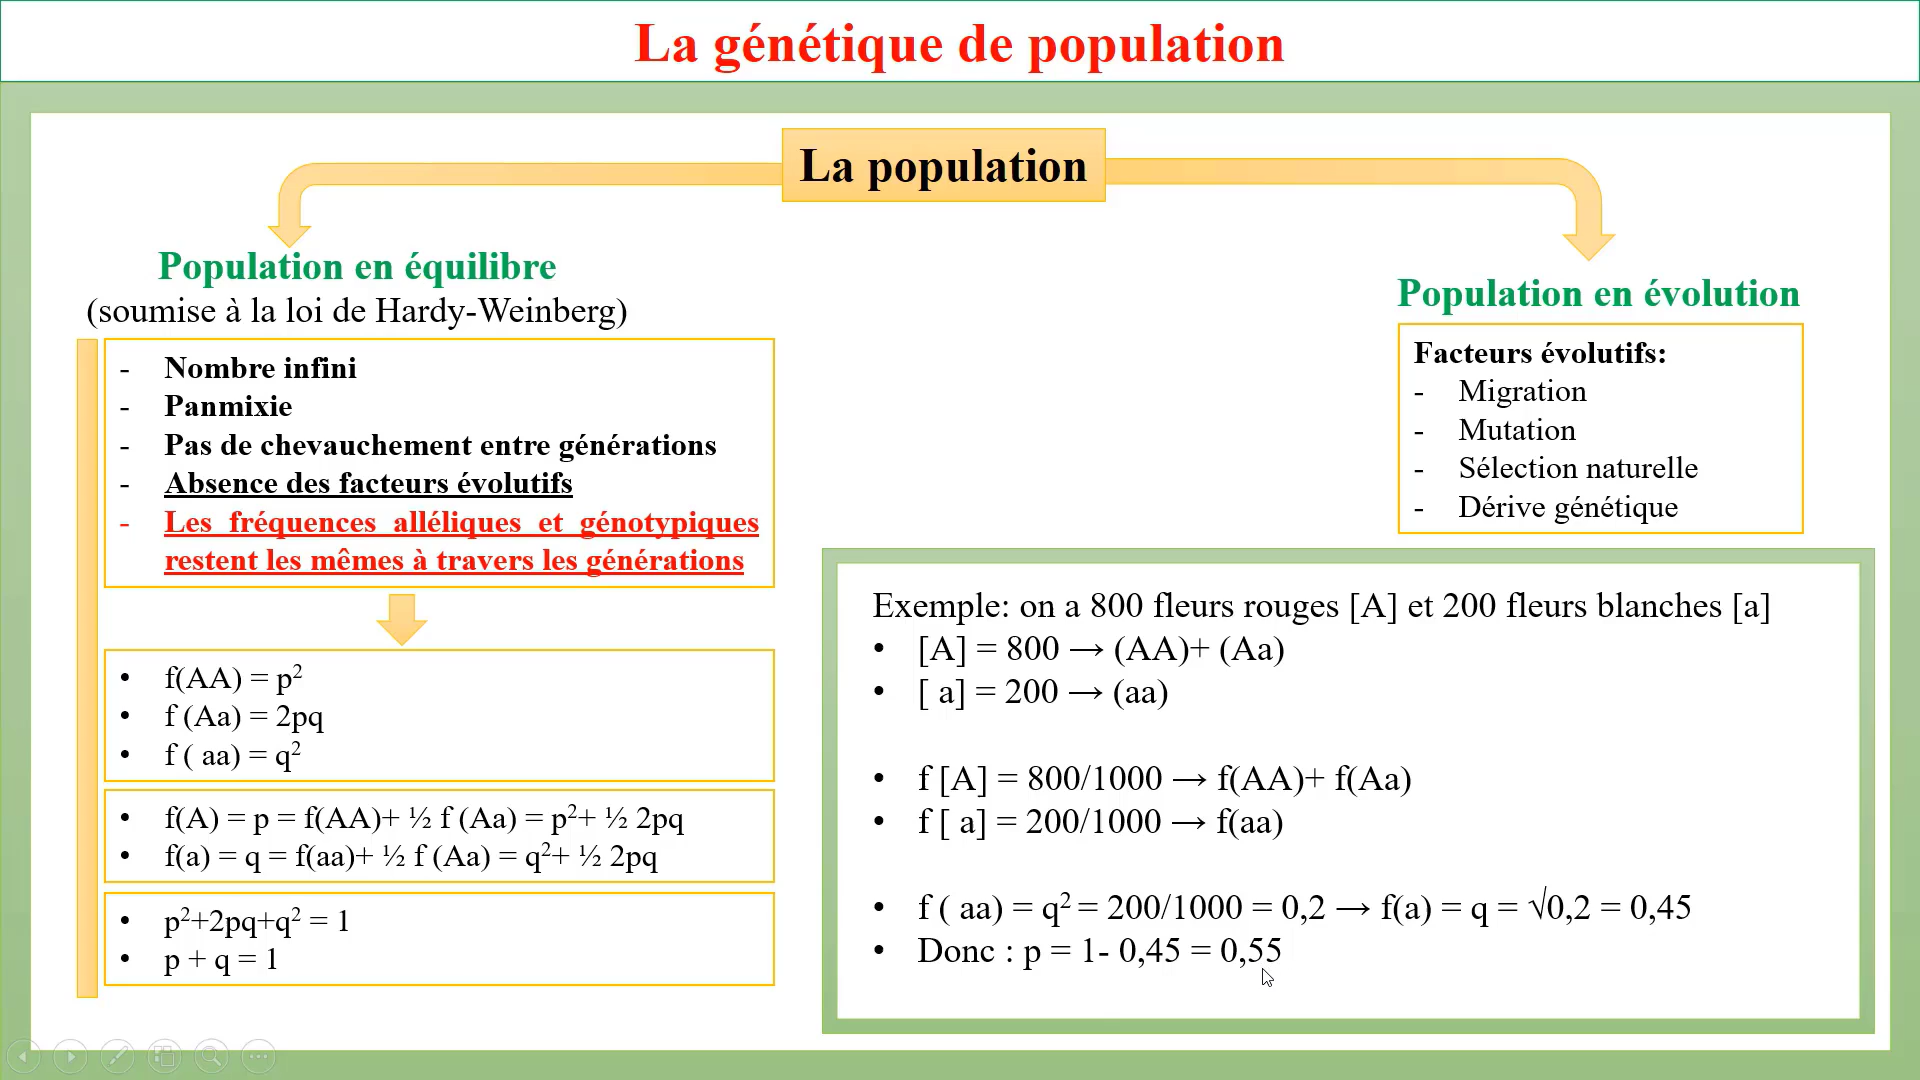 La génétique de population
La population
Population en équilibre
(soumise à la loi de Hardy-Weinberg)
- Nombre infini
- Panmixie
- Pas de chevauchement entre générations
- Absence des facteurs évolutifs
- Les fréquences alléliques et génotypiques
restent les mêmes à travers les générations
• f(AA) = p²
• f (Aa) = 2pq
• f ( aa) = q²
• f(A) = p = f(AA)+ ½ f (Aa) = p²+ ½ 2pq
• f(a) = q = f(aa)+ ½ f (Aa) = q²+ ½ 2pq
• p²+2pq+q² = 1
• p + q = 1
Population en évolution
Facteurs évolutifs:
- Migration
- Mutation
- Sélection naturelle
- Dérive génétique
Exemple: on a 800 fleurs rouges [A] et 200 fleurs blanches [a]
• [A] = 800 → (AA)+ (Aa)
• [ a] = 200 → (aa)
• f [A] = 800/1000 → f(AA)+ f(Aa)
• f [ a] = 200/1000 → f(aa)
• f ( aa) = q² = 200/1000 = 0,2 → f(a) = q = √0,2 = 0,45
• Donc : p = 1- 0,45 = 0,55